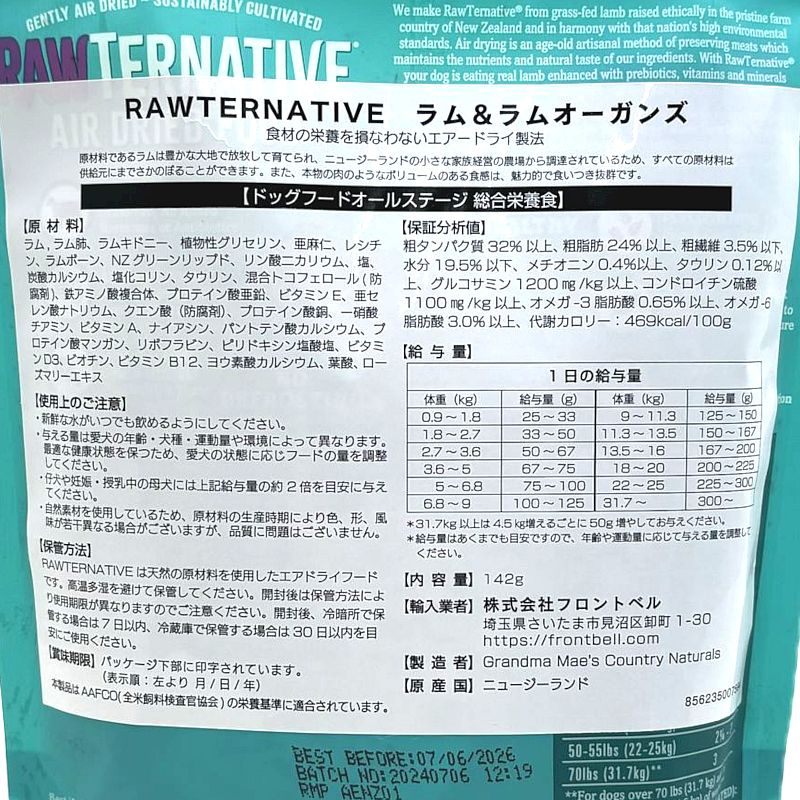 GENTLY AIR DRIED - SUSTAINABLY CULTIVATED
RAWTERNATIVE®
AIR DRIED
We make RawTernative® from grass-fed lamb raised ethically in the pristine farm
country of New Zealand and in harmony with that nation's high environmental
standards. Air drying is an age-old artisanal method of preserving meats which
maintains the nutrients and natural taste of our ingredients. With RawTernative®
your dog is eating real lamb enhanced with prebiotics, vitamins and minerals
RAWTERNATIVE ラム&ラムオーガンズ
食材の栄養を損なわないエアードライ製法
原材料であるラムは豊かな大地で放牧して育てられ、ニュージーランドの小さな家族経営の農場から調達されているため、すべての原材料は
供給元にまでさかのぼることができます。また、本物の肉のようなボリュームのある食感は、魅力的で食いつき抜群です。
【ドッグフードオールステージ 総合栄養食】
【原 材 料】
ラム,ラム肺、ラムキドニー、植物性グリセリン、亜麻仁、レシチ
ン、ラムボーン、NZグリーンリップド、リン酸ニカリウム、塩、
炭酸カルシウム、塩化コリン、タウリン、混合トコフェロール(防
腐剤)、鉄アミノ酸複合体、プロテイン酸亜鉛、ビタミンE、亜セ
レン酸ナトリウム、クエン酸(防腐剤)、プロテイン酸銅、一硝酸
チアミン、ビタミンA、ナイアシン、パントテン酸カルシウム、プ
ロテイン酸マンガン、リボフラビン、ピリドキシン塩酸塩、ビタミ
ンD3、ビオチン、ビタミンB12、ヨウ素酸カルシウム、葉酸、ロー
ズマリーエキス
【使用上のご注意】
・新鮮な水がいつでも飲めるようにしてください。
・与える量は愛犬の年齢・犬種・運動量や環境によって異なります。
最適な健康状態を保つため、愛犬の状態に応じフードの量を調整
してください。
・仔犬や妊娠・授乳中の母犬には上記給与量の約2倍を目安に与え
てください。
・自然素材を使用しているため、原材料の生産時期により色、形、風
味が若干異なる場合がございますが、品質に問題はございません。
【保管方法】
RAWTERNATIVEは天然の原材料を使用したエアドライフード
です。高温多湿を避けて保管してください。開封後は保管方法によ
り使用期限が異なりますのでご注意ください。開封後、冷暗所で保
管する場合は7日以内、冷蔵庫で保管する場合は30日以内を目
安にご使用ください。
【賞味期限】パッケージ下部に印字されています。
(表示順:左より 月/日/年)
本製品はAAFCO(全米飼料検査官協会)の栄養基準に適合されています。
【保証分析値】
粗タンパク質32%以上、粗脂肪24%以上、粗繊維3.5%以下、
水分19.5%以下、メチオニン0.4%以上、タウリン0.12%以
上、グルコサミン1200㎎/kg以上、コンドロイチン硫酸
1100㎎/kg以上、オメガ-3脂肪酸0.65%以上、オメガ-6
脂肪酸3.0%以上、代謝カロリー:469kcal/100g
【給 与 量】
1日の給与量
体重(kg) 給与量(g) 体重(kg) 給与量(g)
0.9～1.8 25～33 9～11.3 125～150
1.8～2.7 33～50 11.3～13.5 150～167
2.7～3.6 50～67 13.5～16 167～200
3.6～5 67～75 18～20 200～225
5～6.8 75～100 22～25 225～300
6.8～9 100～125 31.7～ 300～
＊31.7kg以上は4.5kg増えるごとに50g増やしてお与えください。
＊給与量はあくまでも目安ですので、年齢や運動量に応じて与える量を調整して
ください。
【内 容 量】142g
【輸入業者】株式会社フロントベル
埼玉県さいたま市見沼区卸町1-30
https://frontbell.com
【製 造 者】Grandma Mae's Country Naturals
【原 産 国】ニュージーランド
BEST BEFORE:07/06/2026
BATCH NO:20240706 12:19
RMP AENZ01
50-55lbs (22-25kg)
70lbs (31.7kg)** 3
**For dogs over 70 lbs (31.7 kg)